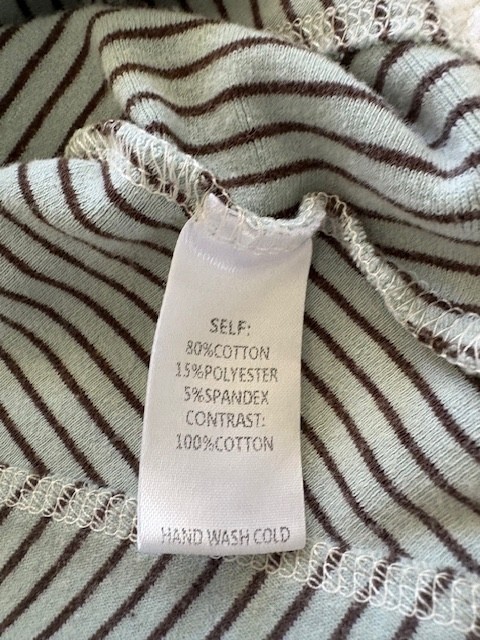 SELF:
80%COTTON
15%POLYESTER
5%SPANDEX
CONTRAST:
100%COTTON
HAND WASH COLD